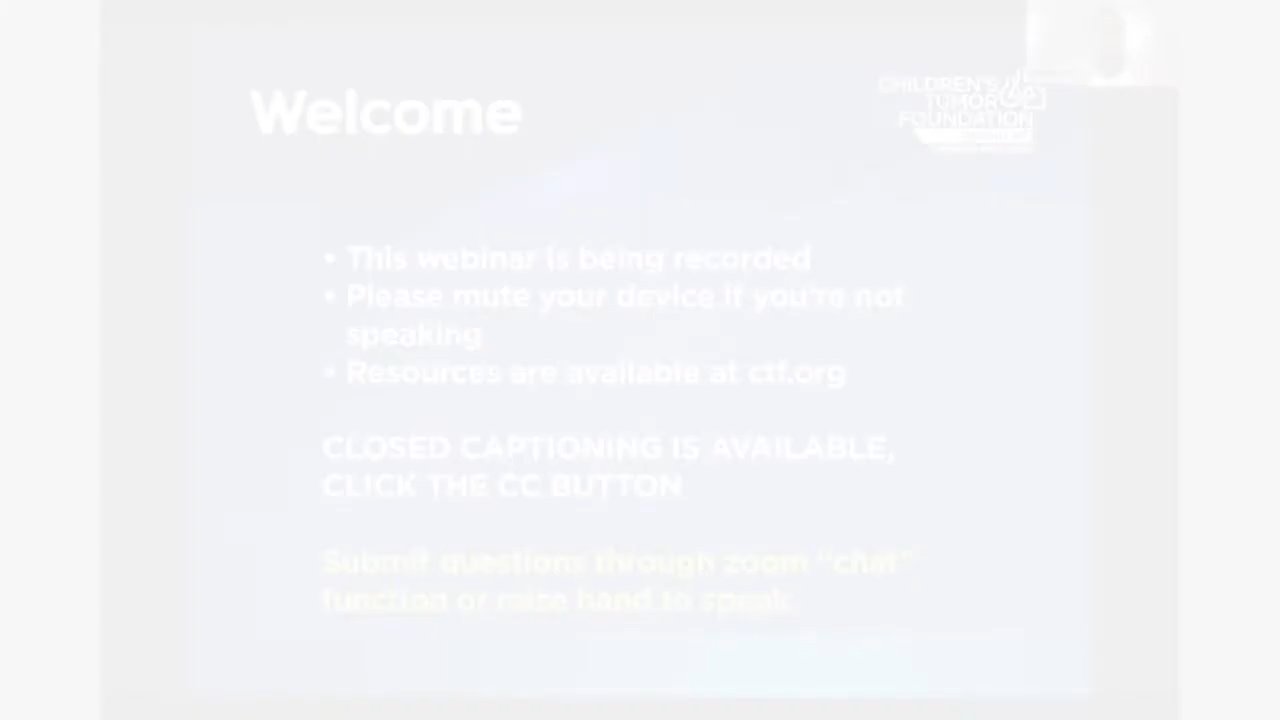 Welcome
CHILDREN'S
TUMOR
FOUNDATION
• This webinar is being recorded
• Please mute your device if you're not
speaking
• Resources are available at ctf.org
CLOSED CAPTIONING IS AVAILABLE,
CLICK THE CC BUTTON
Submit questions through zoom "chat"
function or raise hand to speak